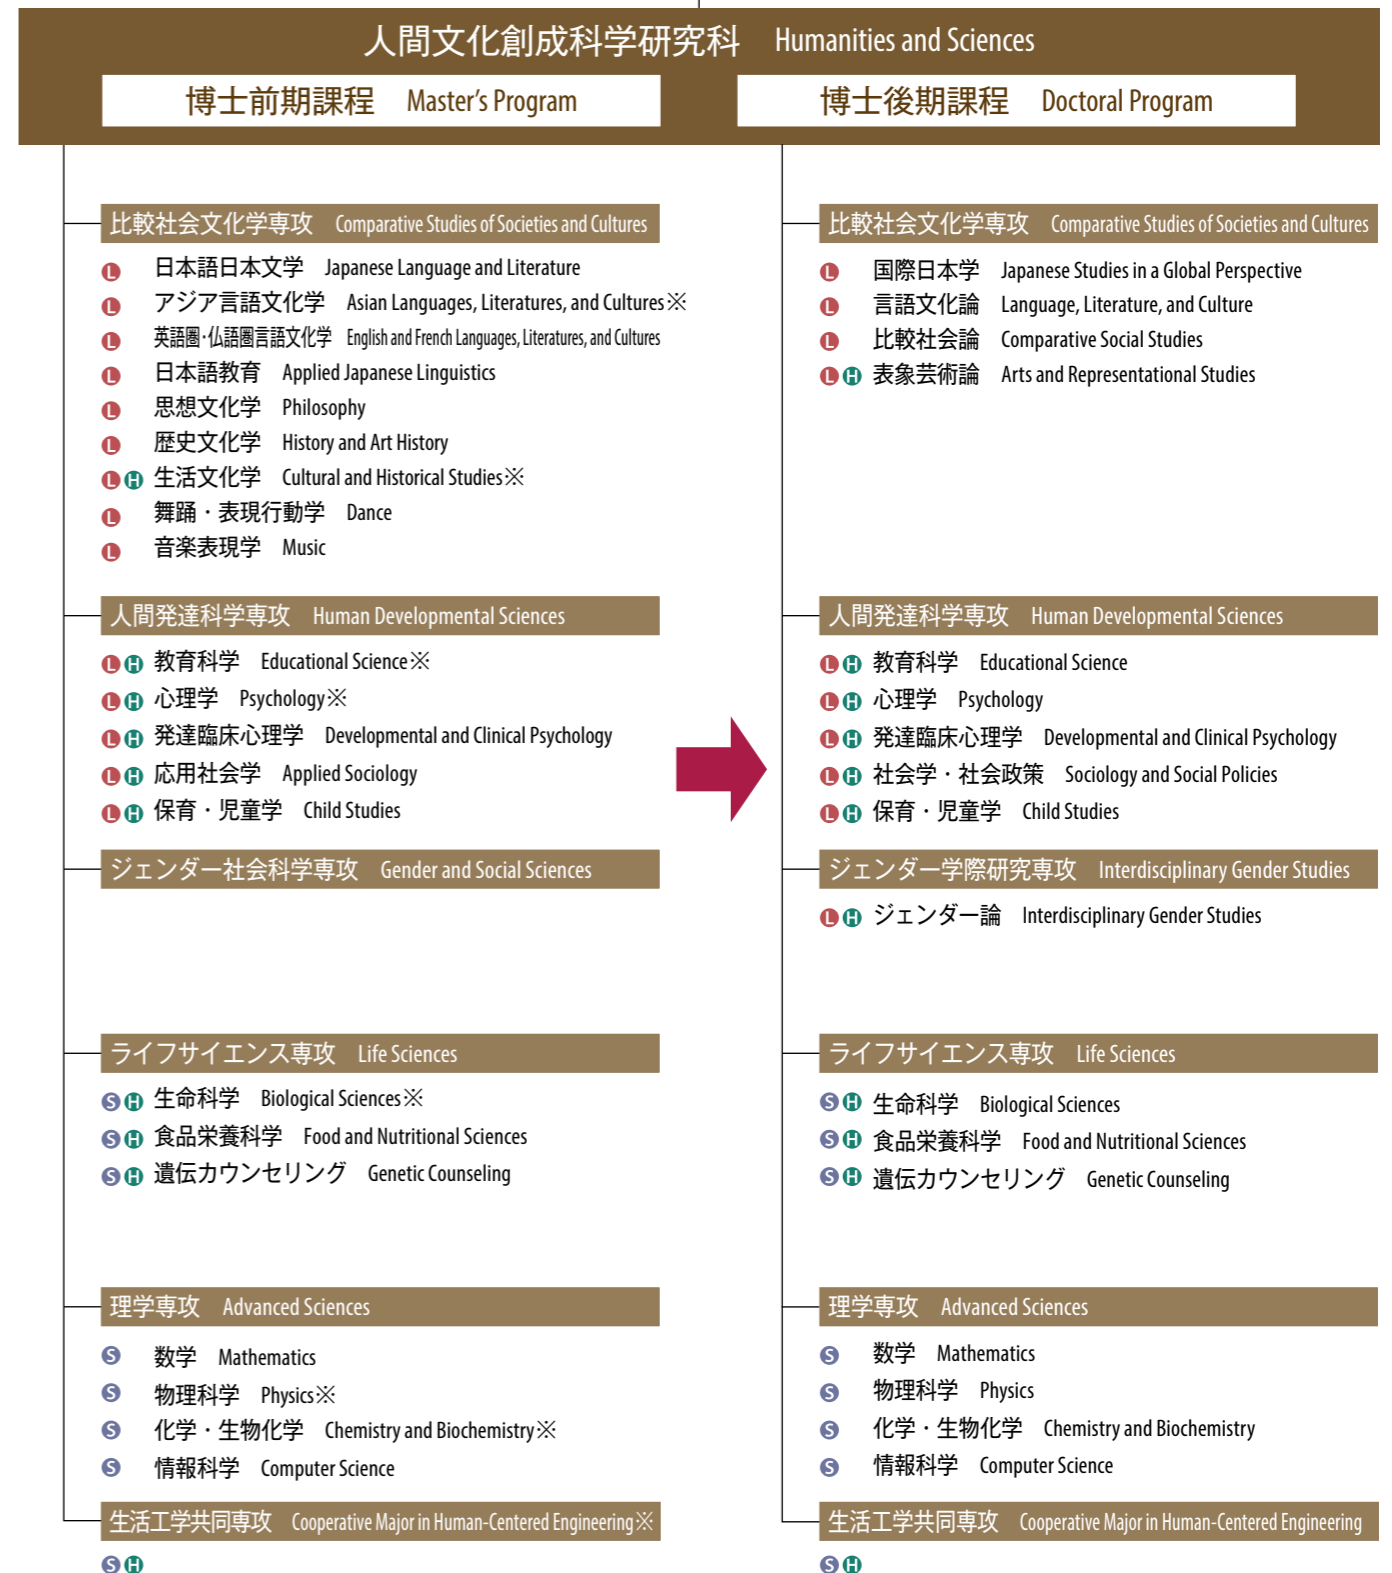 人間文化創成科学研究科 Humanities and Sciences
博士前期課程 Master's Program
博士後期課程 Doctoral Program
比較社会文化学専攻 Comparative Studies of Societies and Cultures
L 日本語日本文学 Japanese Language and Literature
L アジア言語文化学 Asian Languages, Literatures, and Cultures※
L 英語圏・仏語圏言語文化学 English and French Languages, Literatures, and Cultures
L 日本語教育 Applied Japanese Linguistics
L 思想文化学 Philosophy
L 歴史文化学 History and Art History
L H 生活文化学 Cultural and Historical Studies※
L 舞踊・表現行動学 Dance
L 音楽表現学 Music
人間発達科学専攻 Human Developmental Sciences
L H 教育科学 Educational Science※
L H 心理学 Psychology※
L H 発達臨床心理学 Developmental and Clinical Psychology
L H 応用社会学 Applied Sociology
L H 保育・児童学 Child Studies
ジェンダー社会科学専攻 Gender and Social Sciences
ライフサイエンス専攻 Life Sciences
S H 生命科学 Biological Sciences※
S H 食品栄養科学 Food and Nutritional Sciences
S H 遺伝カウンセリング Genetic Counseling
理学専攻 Advanced Sciences
S 数学 Mathematics
S 物理科学 Physics※
S 化学・生物化学 Chemistry and Biochemistry※
S 情報科学 Computer Science
生活工学共同専攻 Cooperative Major in Human-Centered Engineering※
S H
比較社会文化学専攻 Comparative Studies of Societies and Cultures
L 国際日本学 Japanese Studies in a Global Perspective
L 言語文化論 Language, Literature, and Culture
L 比較社会論 Comparative Social Studies
L H 表象芸術論 Arts and Representational Studies
人間発達科学専攻 Human Developmental Sciences
L H 教育科学 Educational Science
L H 心理学 Psychology
L H 発達臨床心理学 Developmental and Clinical Psychology
L H 社会学・社会政策 Sociology and Social Policies
L H 保育・児童学 Child Studies
ジェンダー学際研究専攻 Interdisciplinary Gender Studies
L H ジェンダー論 Interdisciplinary Gender Studies
ライフサイエンス専攻 Life Sciences
S H 生命科学 Biological Sciences
S H 食品栄養科学 Food and Nutritional Sciences
S H 遺伝カウンセリング Genetic Counseling
理学専攻 Advanced Sciences
S 数学 Mathematics
S 物理科学 Physics
S 化学・生物化学 Chemistry and Biochemistry
S 情報科学 Computer Science
生活工学共同専攻 Cooperative Major in Human-Centered Engineering
S H